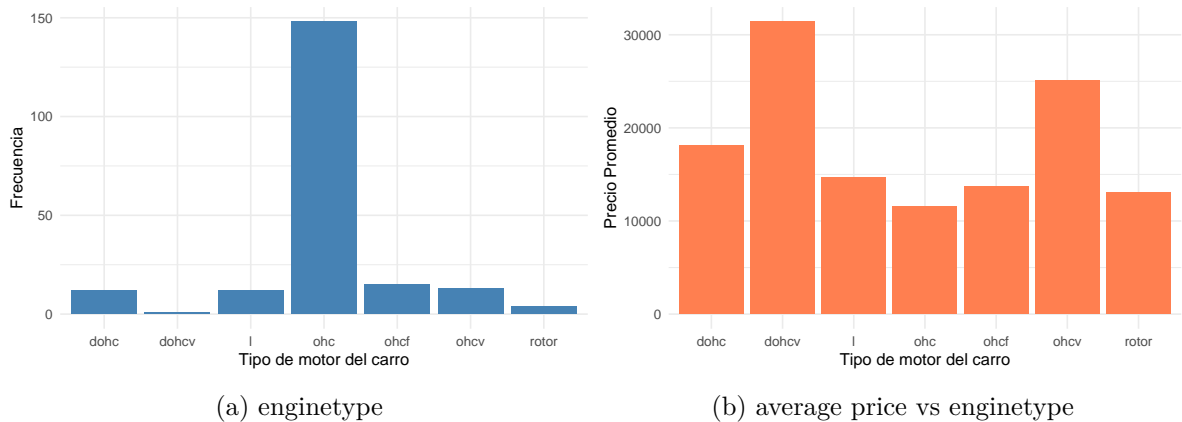 150
100
50
0
Frecuencia
dohc dohcv l ohc ohcf ohcv rotor
Tipo de motor del carro
(a) enginetype
30000
20000
10000
0
Precio Promedio
dohc dohcv l ohc ohcf ohcv rotor
Tipo de motor del carro
(b) average price vs enginetype